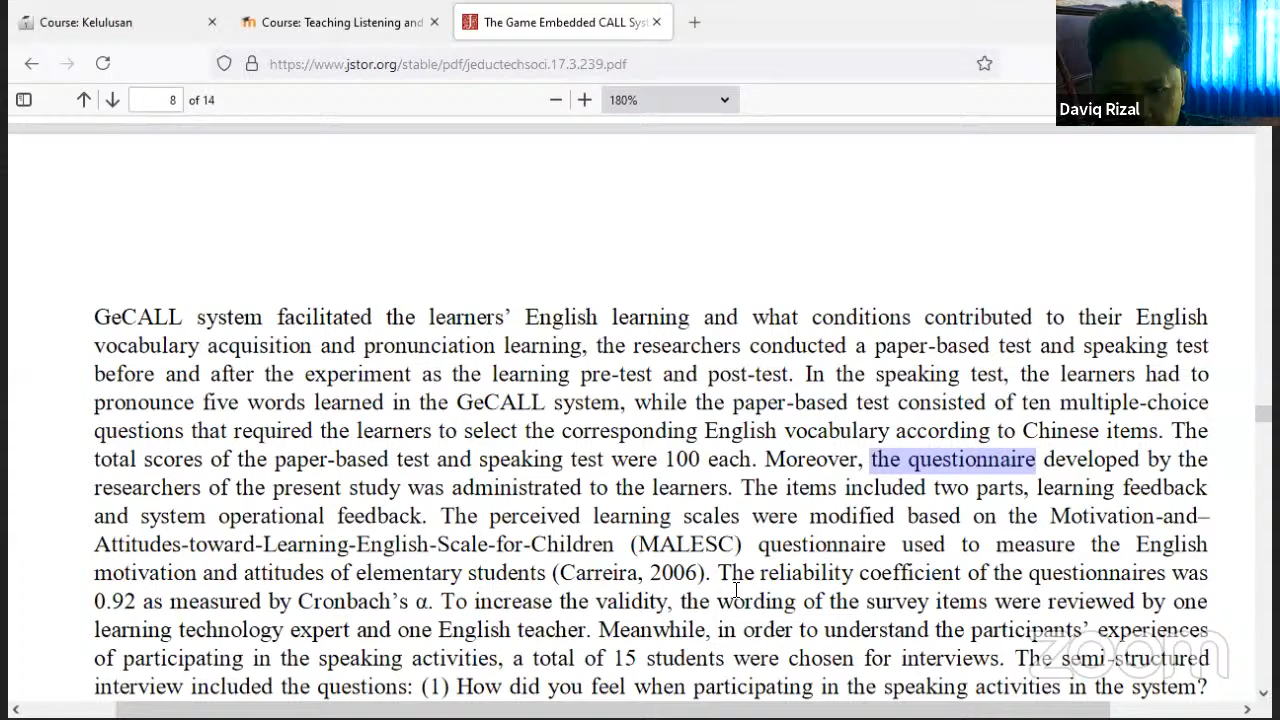 Course: Kelulusan
Course: Teaching Listening and
The Game Embedded CALL Sys
https://www.jstor.org/stable/pdf/jeductechsoci.17.3.239.pdf
8 of 14
180%
Daviq Rizal
GeCALL system facilitated the learners’ English learning and what conditions contributed to their English
vocabulary acquisition and pronunciation learning, the researchers conducted a paper-based test and speaking test
before and after the experiment as the learning pre-test and post-test. In the speaking test, the learners had to
pronounce five words learned in the GeCALL system, while the paper-based test consisted of ten multiple-choice
questions that required the learners to select the corresponding English vocabulary according to Chinese items. The
total scores of the paper-based test and speaking test were 100 each. Moreover, the questionnaire developed by the
researchers of the present study was administrated to the learners. The items included two parts, learning feedback
and system operational feedback. The perceived learning scales were modified based on the Motivation-and–
Attitudes-toward-Learning-English-Scale-for-Children (MALESC) questionnaire used to measure the English
motivation and attitudes of elementary students (Carreira, 2006). The reliability coefficient of the questionnaires was
0.92 as measured by Cronbach’s α. To increase the validity, the wording of the survey items were reviewed by one
learning technology expert and one English teacher. Meanwhile, in order to understand the participants’ experiences
of participating in the speaking activities, a total of 15 students were chosen for interviews. The semi-structured
interview included the questions: (1) How did you feel when participating in the speaking activities in the system?
zoom